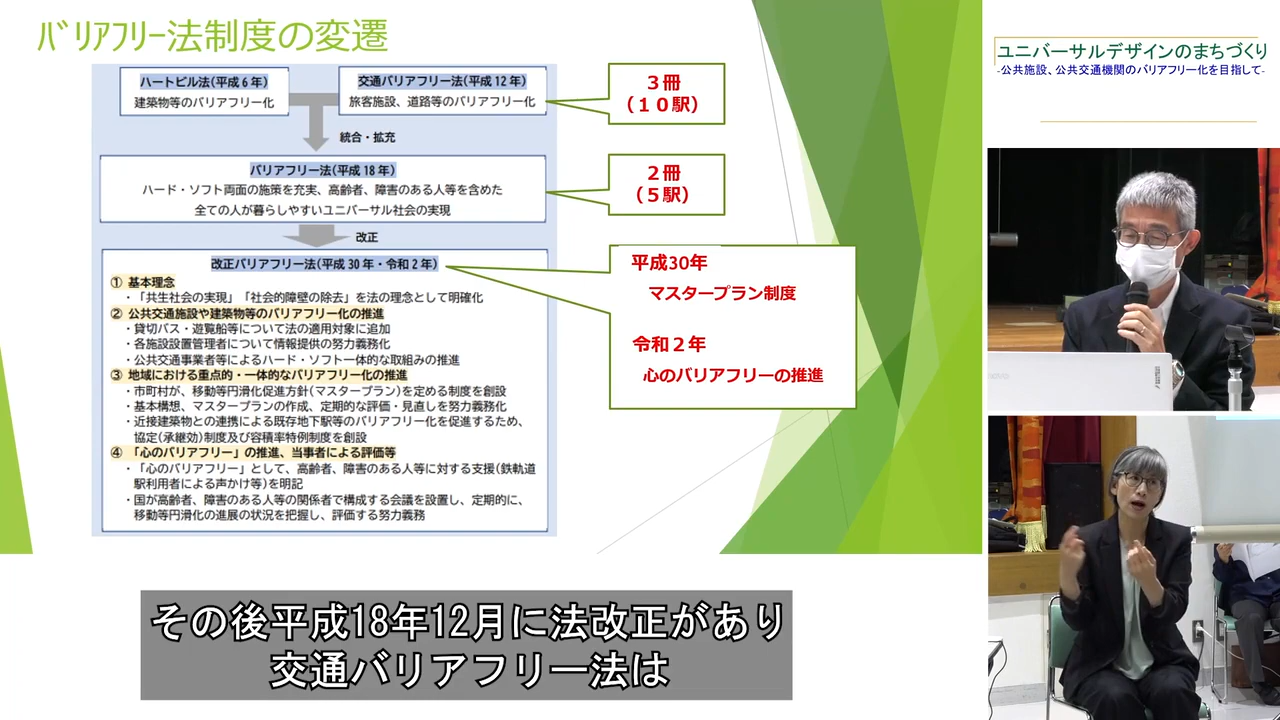 ﾊﾞﾘｱﾌﾘｰ法制度の変遷
ハートビル法(平成６年)
建築物等のバリアフリー化
交通バリアフリー法(平成12年)
旅客施設、道路等のバリアフリー化
３冊
（１０駅）
統合・拡充
バリアフリー法(平成18年)
ハード・ソフト両面の施策を充実、高齢者、障害のある人等を含めた
全ての人が暮らしやすいユニバーサル社会の実現
２冊
（５駅）
改正
改正バリアフリー法(平成30年・令和２年)
① 基本理念
・「共生社会の実現」「社会的障壁の除去」を法の理念として明確化
② 公共交通施設や建築物等のバリアフリー化の推進
・貸切バス・遊覧船等について法の適用対象に追加
・各施設設置管理者について情報提供の努力義務化
・公共交通事業者等によるハード・ソフト一体的な取組みの推進
③ 地域における重点的・一体的なバリアフリー化の推進
・市町村が、移動等円滑化促進方針(マスタープラン)を定める制度を創設
・基本構想、マスタープランの作成、定期的な評価・見直しを努力義務化
・近接建築物との連携による既存地下駅等のバリアフリー化を促進するため、
協定(承継効)制度及び容積率特例制度を創設
④ 「心のバリアフリー」の推進、当事者による評価等
・「心のバリアフリー」として、高齢者、障害のある人等に対する支援(鉄軌道
駅利用者による声かけ等)を明記
・国が高齢者、障害のある人等の関係者で構成する会議を設置し、定期的に、
移動等円滑化の進展の状況を把握し、評価する努力義務
平成30年
マスタープラン制度
令和２年
心のバリアフリーの推進
ユニバーサルデザインのまちづくり
-公共施設、公共交通機関のバリアフリー化を目指して-
その後平成18年12月に法改正があり
交通バリアフリー法は